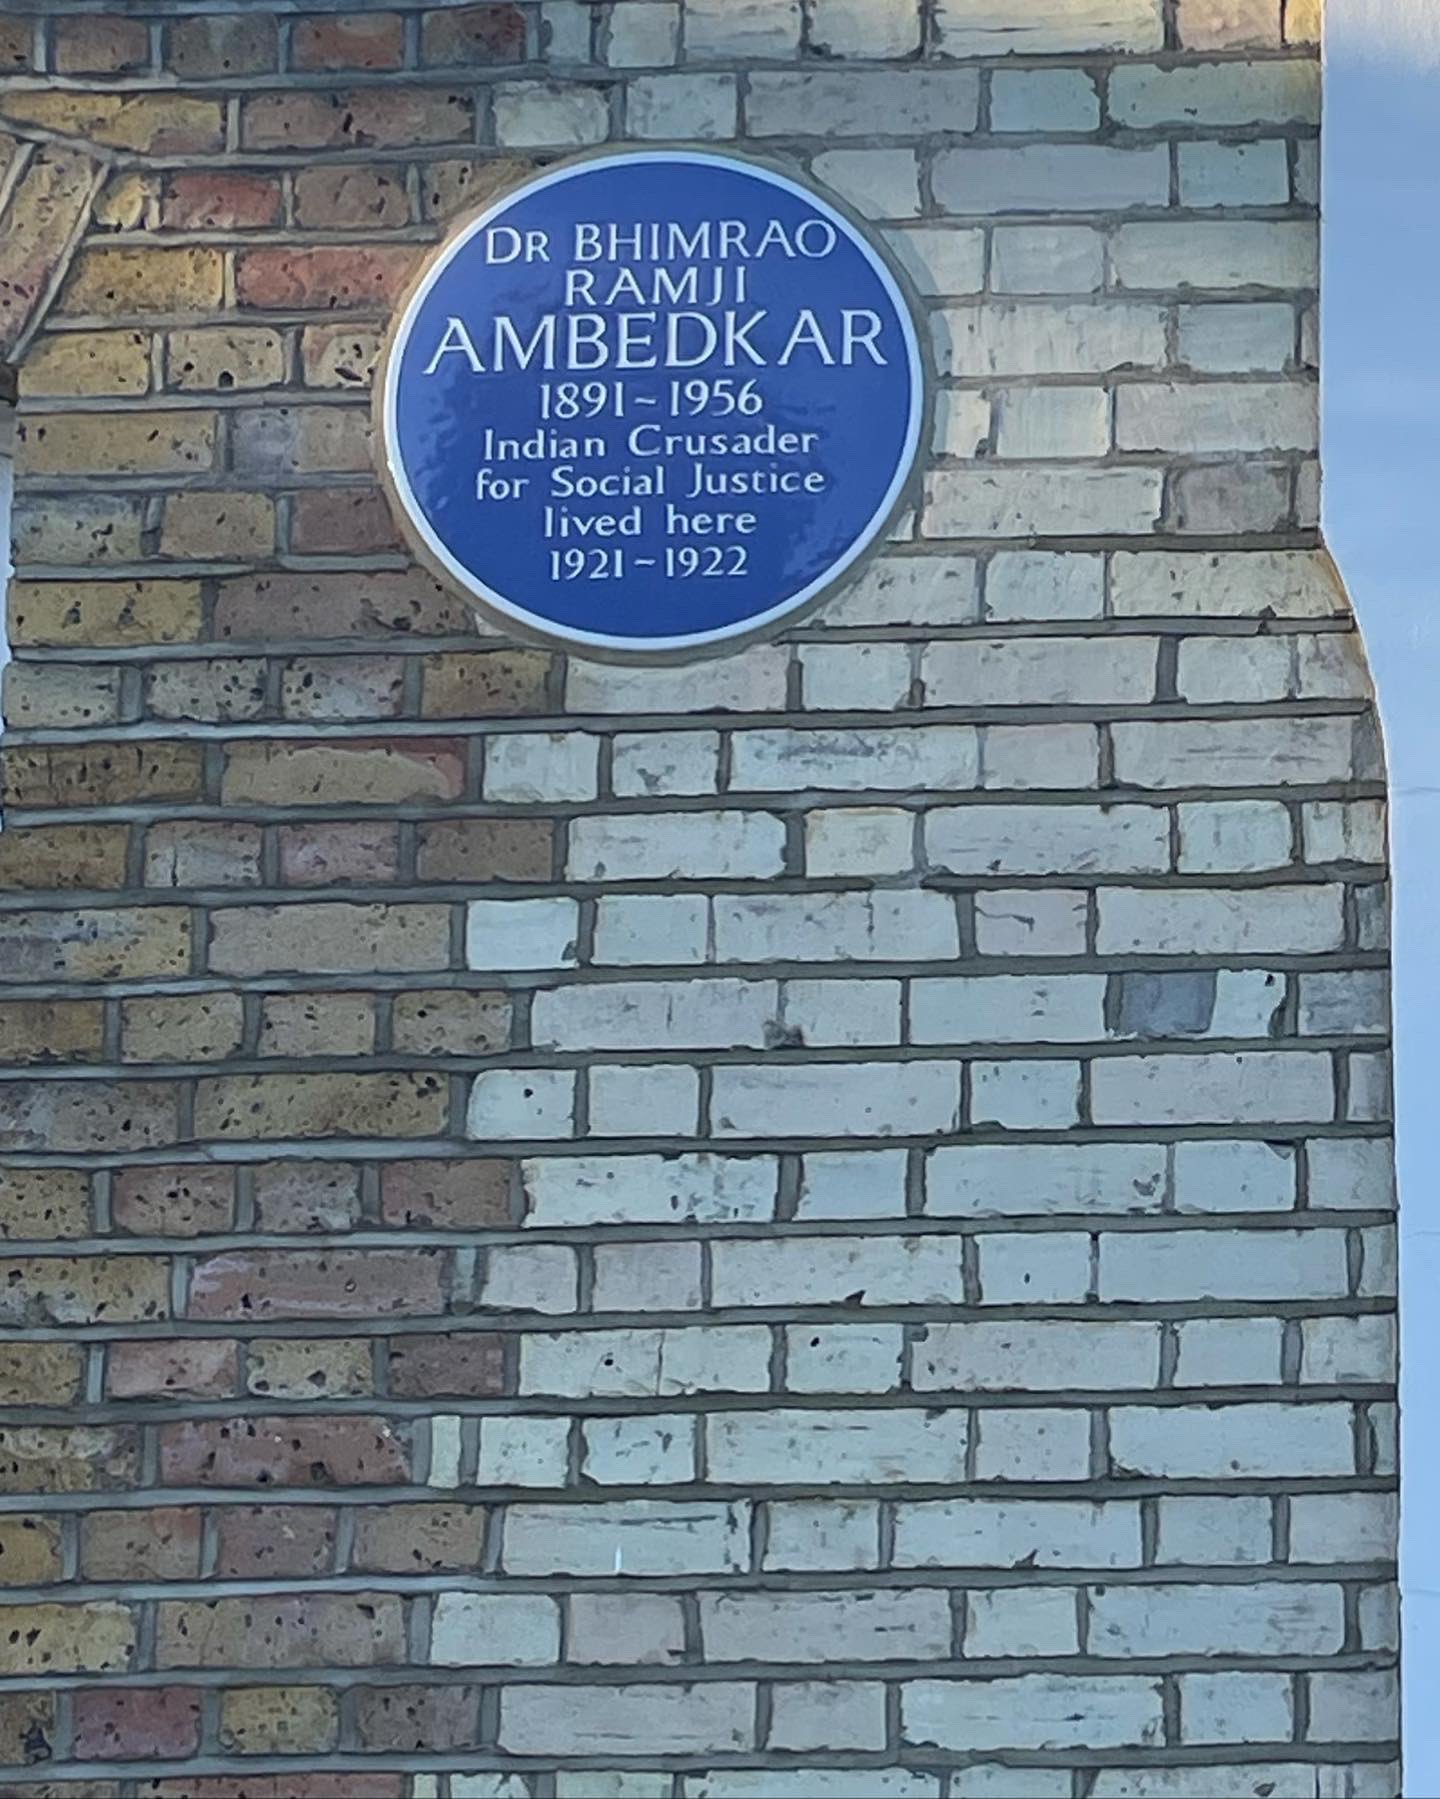 DR BHIMRAO
RAMJI
AMBEDKAR
1891~1956
Indian Crusader
for Social Justice
lived here
1921~1922